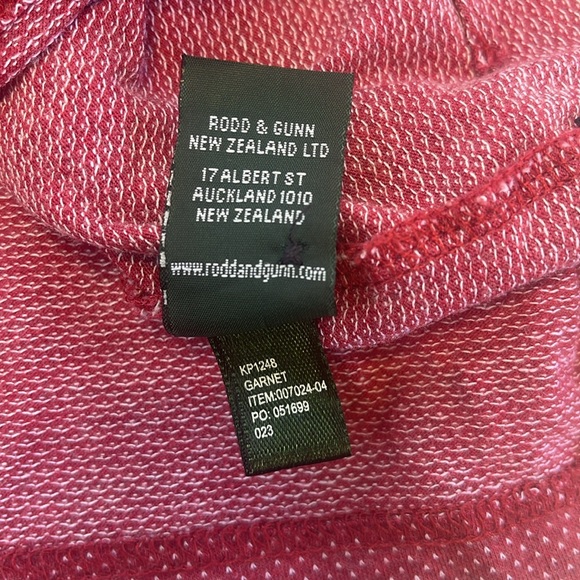 RODD & GUNN
NEW ZEALAND LTD
17 ALBERT ST
AUCKLAND 1010
NEW ZEALAND
www.roddandgunn.com
KP1248
GARNET
ITEM:007024-04
PO: 051699
023